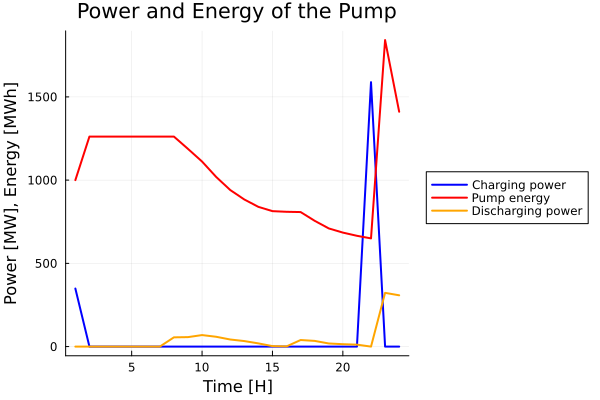 Power and Energy of the Pump
Power [MW], Energy [MWh]
1500
1000
500
0
5
10
15
20
Time [H]
Charging power
Pump energy
Discharging power